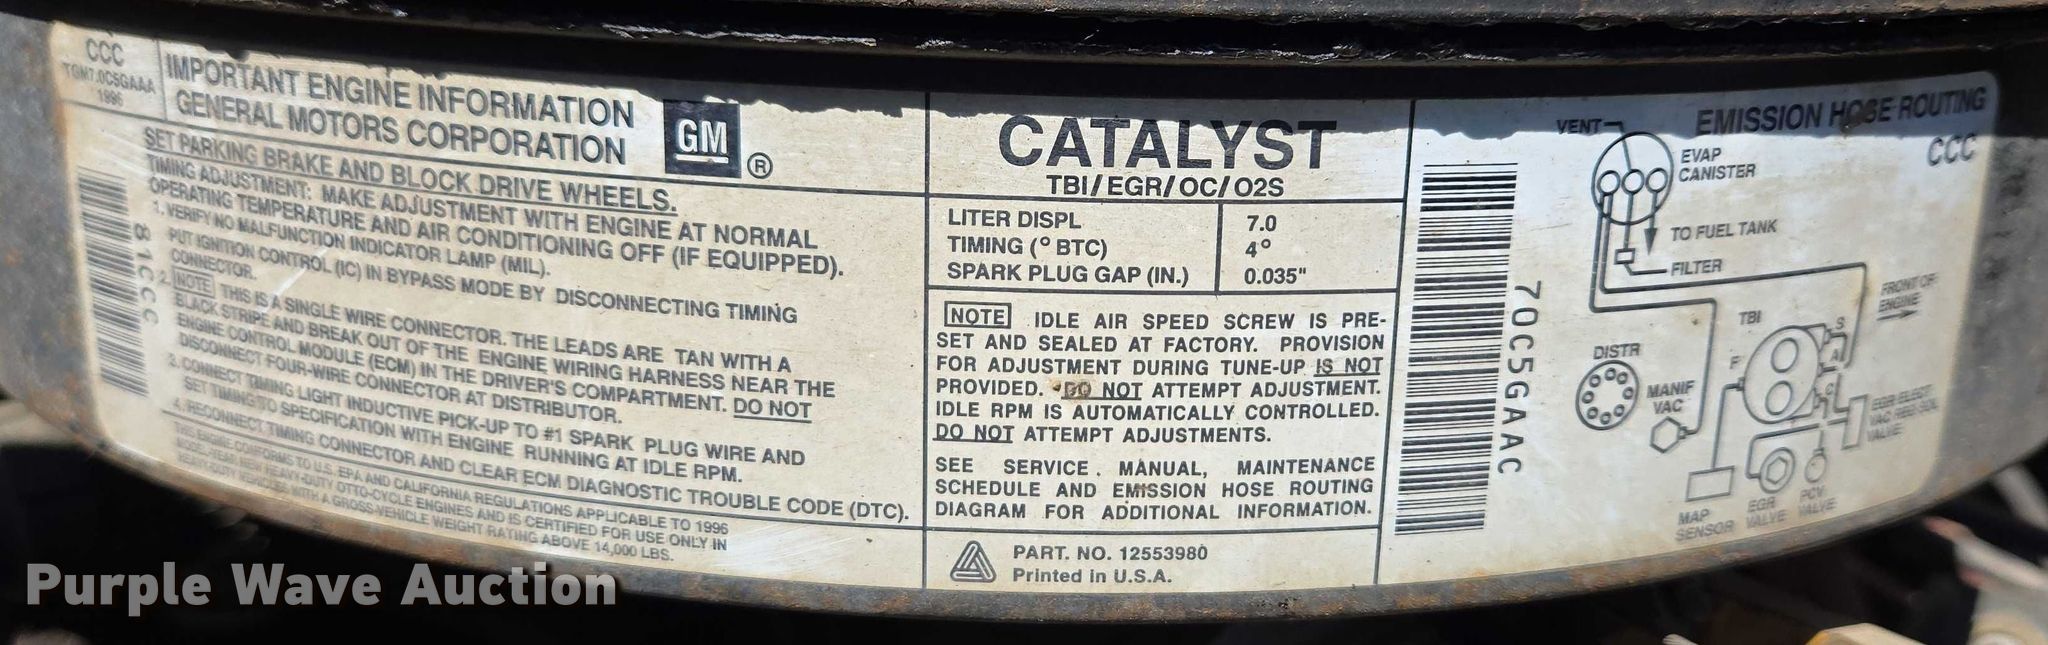 CCC
TGM7.0C5GAAA
1996
IMPORTANT ENGINE INFORMATION
GENERAL MOTORS CORPORATION
GM
®
SET PARKING BRAKE AND BLOCK DRIVE WHEELS.
TIMING ADJUSTMENT: MAKE ADJUSTMENT WITH ENGINE AT NORMAL
OPERATING TEMPERATURE AND AIR CONDITIONING OFF (IF EQUIPPED).
1. VERIFY NO MALFUNCTION INDICATOR LAMP (MIL).
PUT IGNITION CONTROL (IC) IN BYPASS MODE BY DISCONNECTING TIMING
CONNECTOR.
2. NOTE THIS IS A SINGLE WIRE CONNECTOR. THE LEADS ARE TAN WITH A
BLACK STRIPE AND BREAK OUT OF THE ENGINE WIRING HARNESS NEAR THE
ENGINE CONTROL MODULE (ECM) IN THE DRIVER'S COMPARTMENT. DO NOT
DISCONNECT FOUR-WIRE CONNECTOR AT DISTRIBUTOR.
3. CONNECT TIMING LIGHT INDUCTIVE PICK-UP TO #1 SPARK PLUG WIRE AND
SET TIMING TO SPECIFICATION WITH ENGINE RUNNING AT IDLE RPM.
4. RECONNECT TIMING CONNECTOR AND CLEAR ECM DIAGNOSTIC TROUBLE CODE (DTC).
THIS ENGINE CONFORMS TO U.S. EPA AND CALIFORNIA REGULATIONS APPLICABLE TO 1996
MODEL-YEAR NEW HEAVY-DUTY OTTO-CYCLE ENGINES AND IS CERTIFIED FOR USE ONLY IN
HEAVY-DUTY VEHICLES WITH A GROSS VEHICLE WEIGHT RATING ABOVE 14,000 LBS.
81CCC
CATALYST
TBI/EGR/OC/O2S
LITER DISPL 7.0
TIMING (° BTC) 4°
SPARK PLUG GAP (IN.) 0.035"
NOTE IDLE AIR SPEED SCREW IS PRE-
SET AND SEALED AT FACTORY. PROVISION
FOR ADJUSTMENT DURING TUNE-UP IS NOT
PROVIDED. DO NOT ATTEMPT ADJUSTMENT.
IDLE RPM IS AUTOMATICALLY CONTROLLED.
DO NOT ATTEMPT ADJUSTMENTS.
SEE SERVICE MANUAL, MAINTENANCE
SCHEDULE AND EMISSION HOSE ROUTING
DIAGRAM FOR ADDITIONAL INFORMATION.
PART. NO. 12553980
Printed in U.S.A.
70C5GAAC
EMISSION HOSE ROUTING
CCC
VENT
EVAP
CANISTER
TO FUEL TANK
FILTER
FRONT OF
ENGINE
TBI
S
A
F
C
DISTR
MANIF
VAC
EGR ELECT
VAC REG SOL
VALVE
MAP
SENSOR
EGR
VALVE
PCV
VALVE
Purple Wave Auction